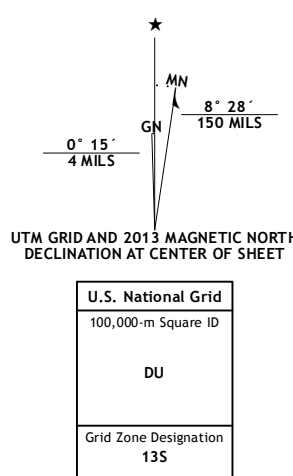 ★
MN
GN
8° 28´
150 MILS
0° 15´
4 MILS
UTM GRID AND 2013 MAGNETIC NORTH
DECLINATION AT CENTER OF SHEET
U.S. National Grid
100,000-m Square ID
DU
Grid Zone Designation
13S